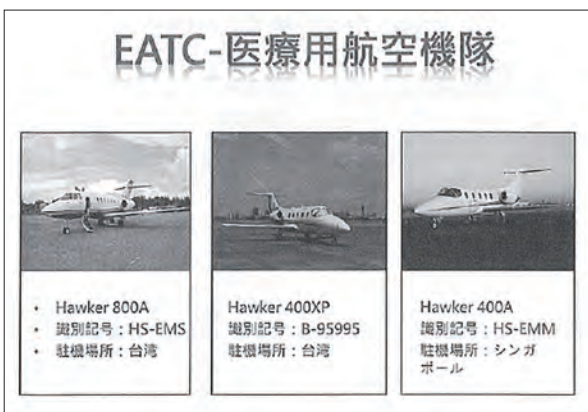 EATC-医療用航空機隊
• Hawker 800A
• 識別記号：HS-EMS
• 駐機場所：台湾
Hawker 400XP
識別記号：B-95995
駐機場所：台湾
Hawker 400A
識別記号：HS-EMM
駐機場所：シンガ
ポール